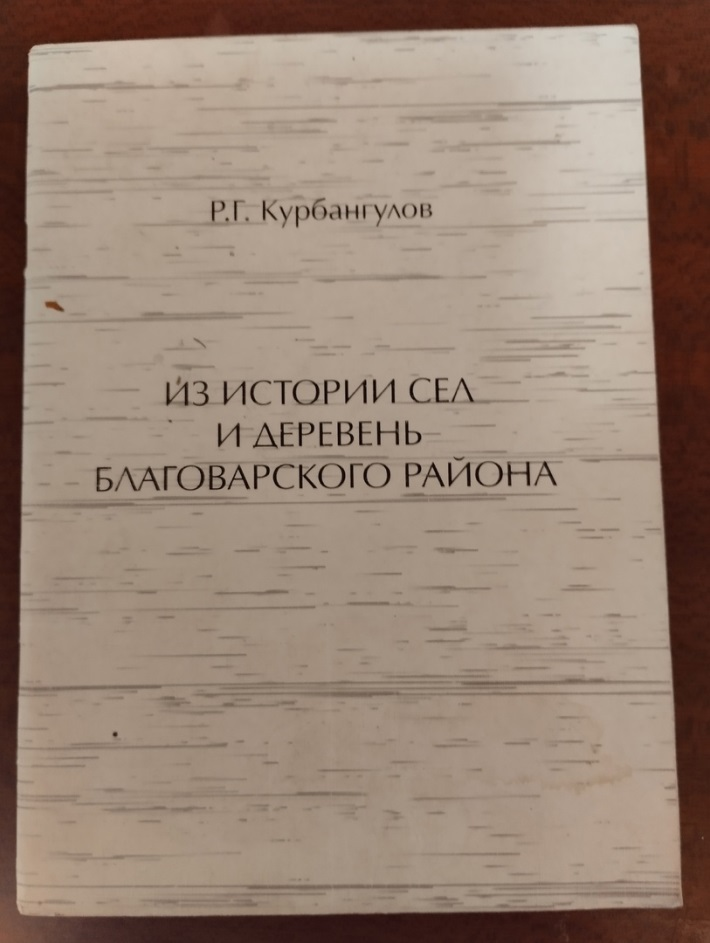 Р.Г. Курбангулов
ИЗ ИСТОРИИ СЕЛ
И ДЕРЕВЕНЬ
БЛАГОВАРСКОГО РАЙОНА